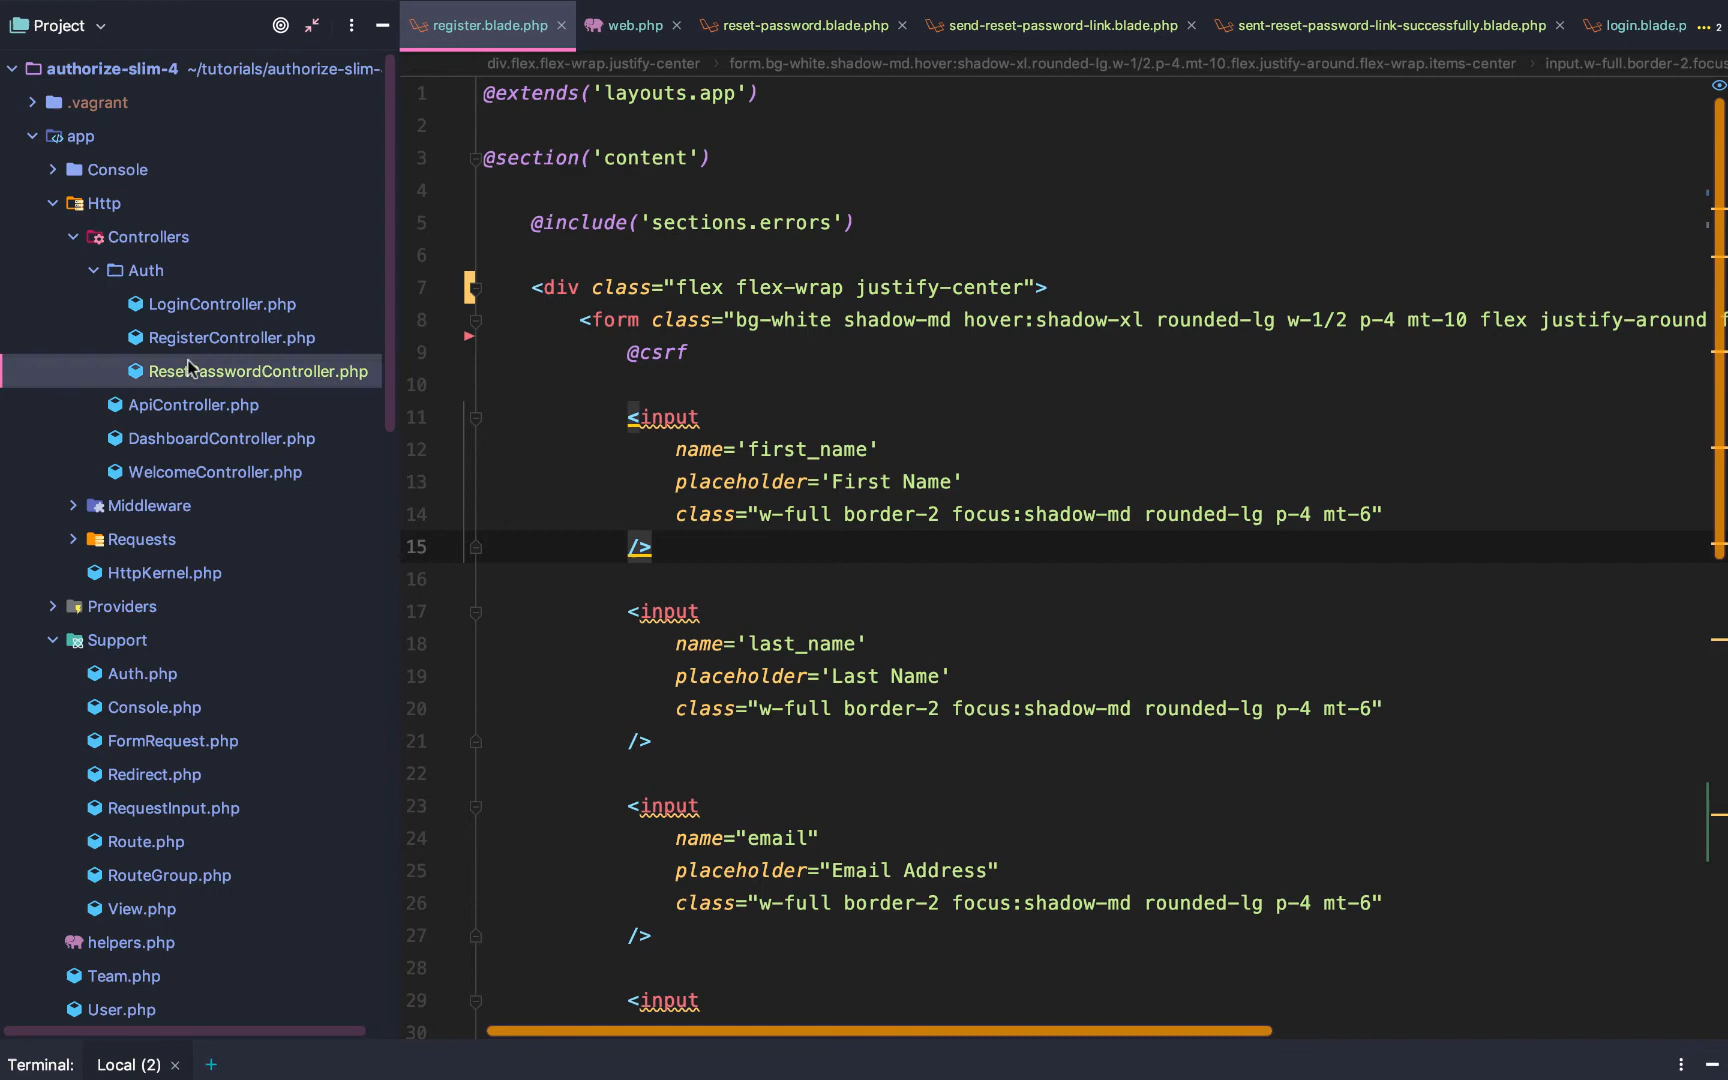 Project
register.blade.php
web.php
reset-password.blade.php
send-reset-password-link.blade.php
sent-reset-password-link-successfully.blade.php
login.blade.p
2
div.flex.flex-wrap.justify-center
form.bg-white.shadow-md.hover:shadow-xl.rounded-lg.w-1/2.p-4.mt-10.flex.justify-around.flex-wrap.items-center
input.w-full.border-2.focus
authorize-slim-4 ~/tutorials/authorize-slim-
.vagrant
app
Console
Http
Controllers
Auth
LoginController.php
RegisterController.php
ResetPasswordController.php
ApiController.php
DashboardController.php
WelcomeController.php
Middleware
Requests
HttpKernel.php
Providers
Support
Auth.php
Console.php
FormRequest.php
Redirect.php
RequestInput.php
Route.php
RouteGroup.php
View.php
helpers.php
Team.php
User.php
1 @extends('layouts.app')
2
3 @section('content')
4
5 @include('sections.errors')
6
7 <div class="flex flex-wrap justify-center">
8 <form class="bg-white shadow-md hover:shadow-xl rounded-lg w-1/2 p-4 mt-10 flex justify-around f
9 @csrf
10
11 <input
12 name='first_name'
13 placeholder='First Name'
14 class="w-full border-2 focus:shadow-md rounded-lg p-4 mt-6"
15 />
16
17 <input
18 name='last_name'
19 placeholder='Last Name'
20 class="w-full border-2 focus:shadow-md rounded-lg p-4 mt-6"
21 />
22
23 <input
24 name="email"
25 placeholder="Email Address"
26 class="w-full border-2 focus:shadow-md rounded-lg p-4 mt-6"
27 />
28
29 <input
30
Terminal: Local (2) × +